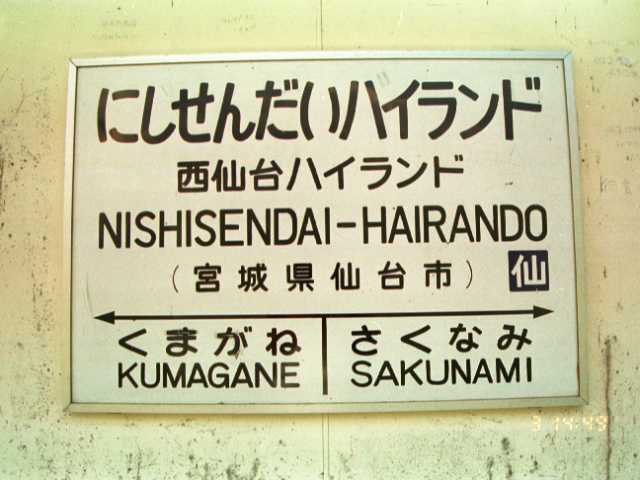 にしせんだいハイランド
西仙台ハイランド
NISHISENDAI-HAIRANDO
(宮城県仙台市) 仙
くまがね さくなみ
KUMAGANE SAKUNAMI
3 14:49